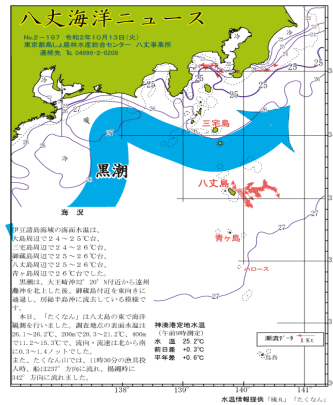 八丈海洋ニュース
No.2－197 令和2年10月13日(火)
東京都島しょ農林水産総合センター 八丈事業所
連絡先 ℡ 04996-2-0209
三宅島
黒潮
八丈島
青ヶ島
ハロース
鳥島
海 況
伊豆諸島海域の海面水温は、
大島周辺で２４～２５℃台、
三宅島周辺で２４～２６℃台、
御蔵島周辺で２５～２６℃台、
八丈島周辺で２５～２６℃台、
青ヶ島周辺で２６℃台でした。
黒潮は、大王崎沖32° 20′N付近から遠州
灘沖を北上した後、御蔵島付近を東向きに
通過し、房総半島沖に流去している模様で
す。
本日、「たくなん」は八丈島の東で海洋
観測を行いました。調査地点の表面水温は
26.1～26.2℃、200mで20.3～21.2℃、400m
で11.2～15.3℃で、流向・流速は北から南
に0.3～1.4ノットでした。
また、たくなん山では、11時30分の漁具投
入時、船は237°方向に流れ、揚縄時に
342°方向に流れました。
神湊港定地水温
(午前9時測定)
水 温 25.2℃
前日差 +0.3℃
平年差 +0.6℃
潮流データ
1 Kt
138°
139°
140°
141°
水温情報提供「椿丸」「たくなん」